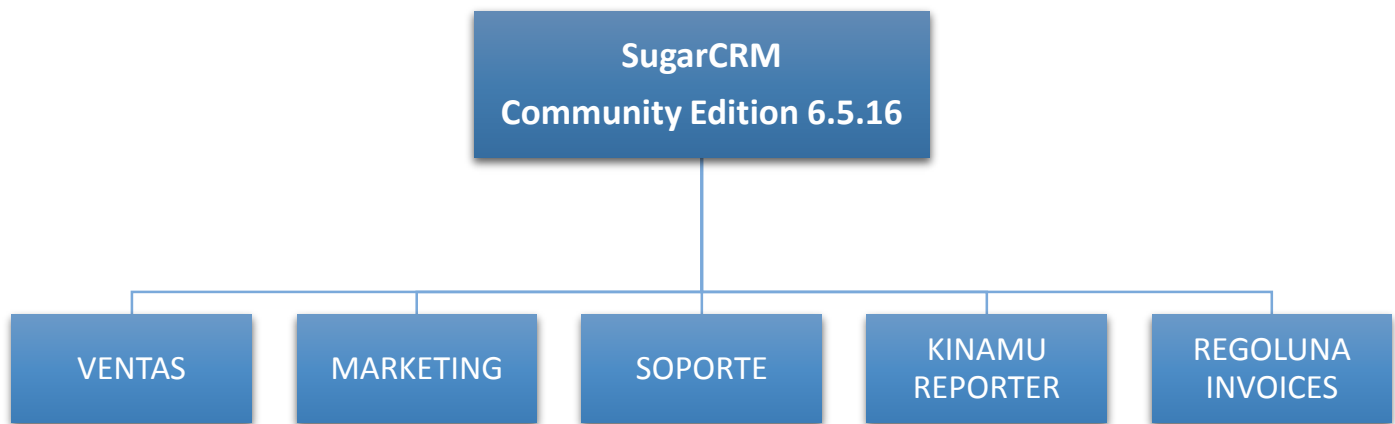 SugarCRM
Community Edition 6.5.16
VENTAS
MARKETING
SOPORTE
KINAMU
REPORTER
REGOLUNA
INVOICES